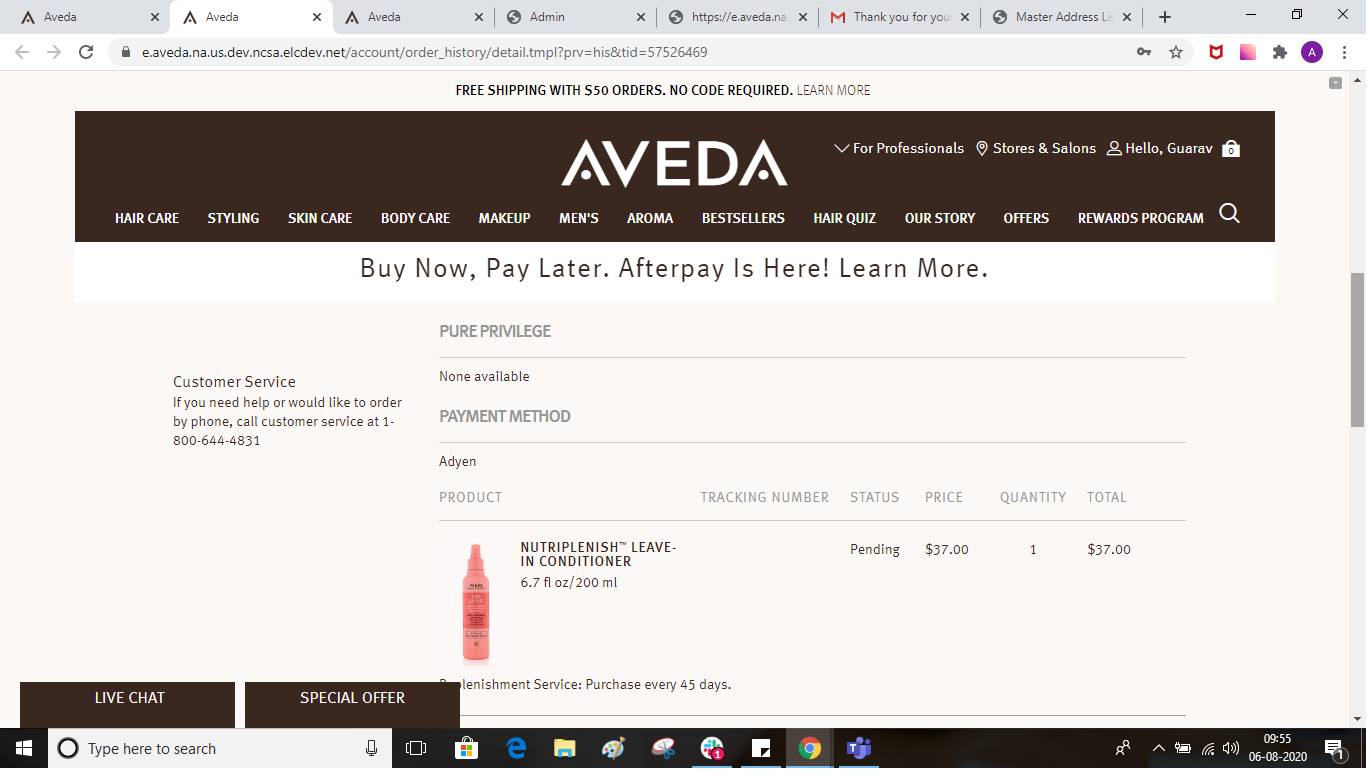 Aveda
Aveda
Aveda
Admin
https://e.aveda.na
Thank you for you
Master Address Lis
e.aveda.na.us.dev.ncsa.elcdev.net/account/order_history/detail.tmpl?prv=his&tid=57526469
A
FREE SHIPPING WITH $50 ORDERS. NO CODE REQUIRED. LEARN MORE
AVEDA
For Professionals
Stores & Salons
Hello, Guarav
0
HAIR CARE STYLING SKIN CARE BODY CARE MAKEUP MEN'S AROMA BESTSELLERS HAIR QUIZ OUR STORY OFFERS REWARDS PROGRAM
Buy Now, Pay Later. Afterpay Is Here! Learn More.
Customer Service
If you need help or would like to order
by phone, call customer service at 1-
800-644-4831
PURE PRIVILEGE
None available
PAYMENT METHOD
Adyen
PRODUCT TRACKING NUMBER STATUS PRICE QUANTITY TOTAL
NUTRIPLENISH™ LEAVE-
IN CONDITIONER
6.7 fl oz/200 ml
Pending $37.00 1 $37.00
AVEDA
plenishment Service: Purchase every 45 days.
LIVE CHAT
SPECIAL OFFER
Type here to search
1
09:55
06-08-2020
1